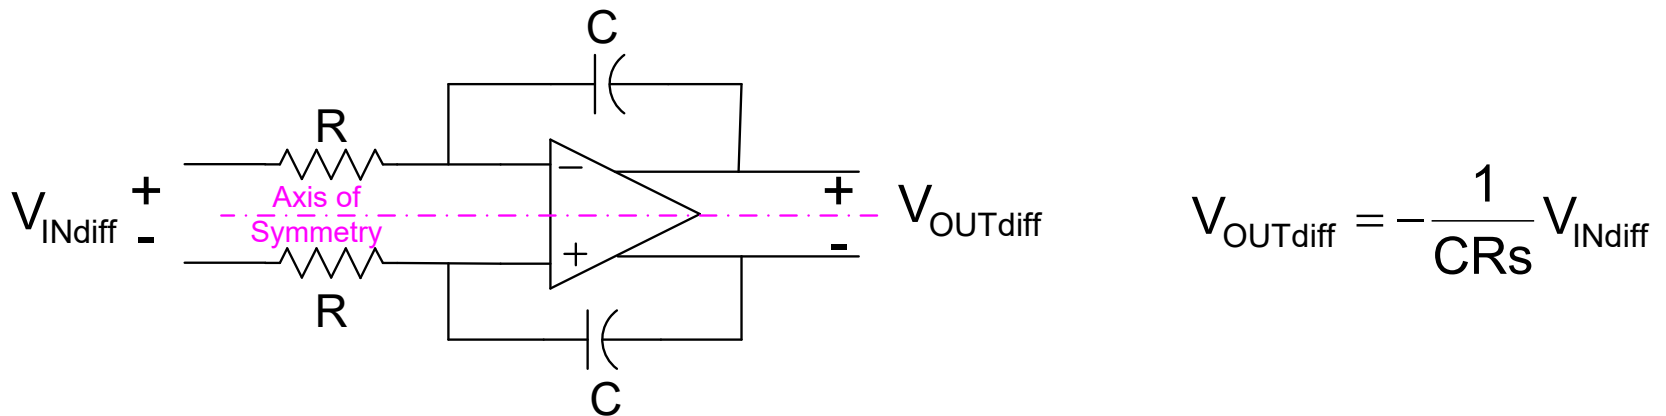 C
R
−
+
V_INdiff
-
Axis of
Symmetry
+
R
C
+
-
V_OUTdiff
V_OUTdiff = − 1/CRs V_INdiff